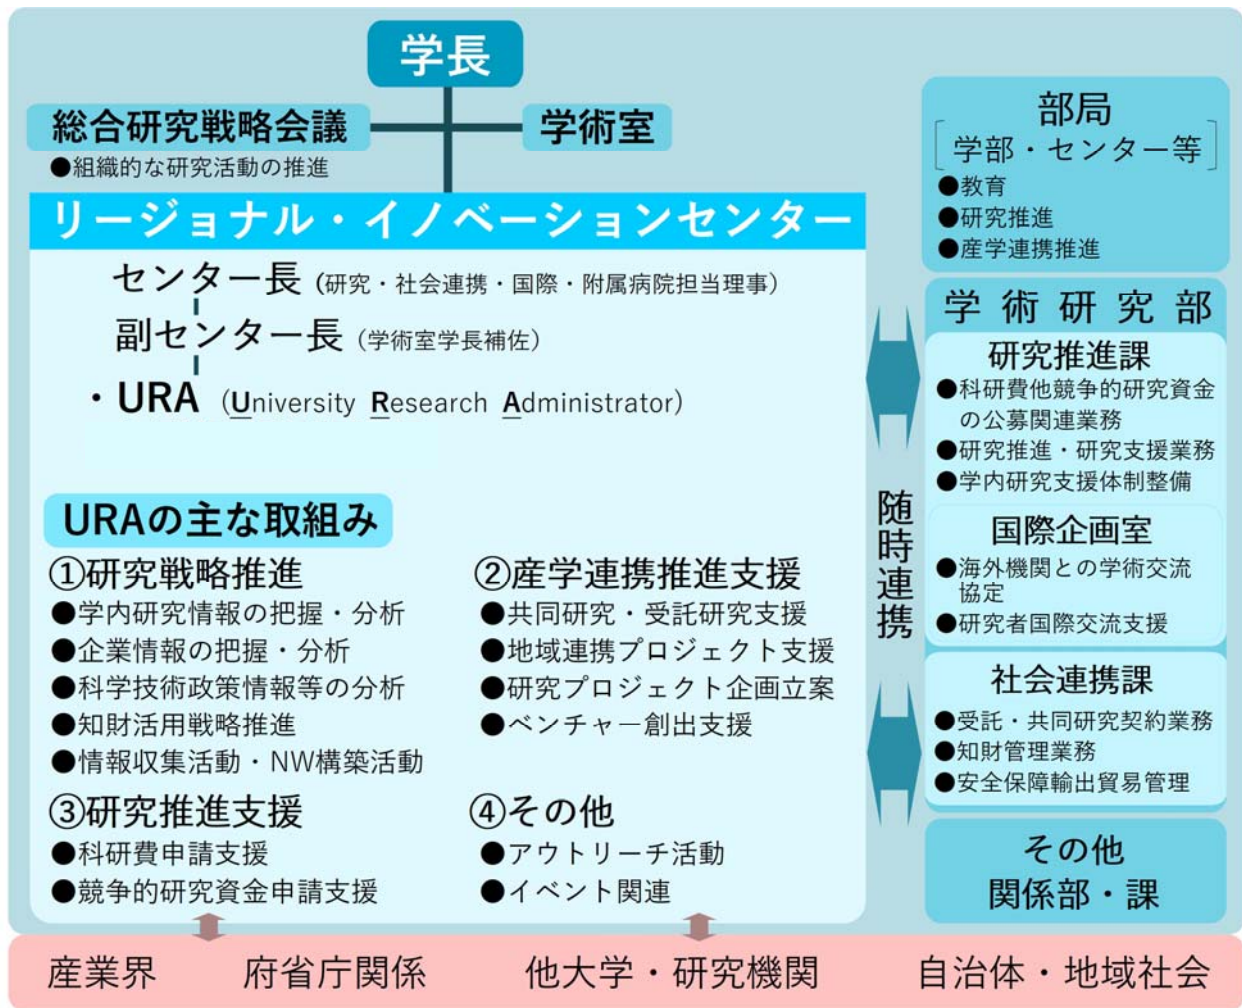 学長
総合研究戦略会議
●組織的な研究活動の推進
学術室
リージョナル・イノベーションセンター
センター長（研究・社会連携・国際・附属病院担当理事）
副センター長（学術室学長補佐）
・URA（University Research Administrator）
URAの主な取組み
①研究戦略推進
●学内研究情報の把握・分析
●企業情報の把握・分析
●科学技術政策情報等の分析
●知財活用戦略推進
●情報収集活動・NW構築活動
②産学連携推進支援
●共同研究・受託研究支援
●地域連携プロジェクト支援
●研究プロジェクト企画立案
●ベンチャー創出支援
③研究推進支援
●科研費申請支援
●競争的研究資金申請支援
④その他
●アウトリーチ活動
●イベント関連
随時連携
部局
［学部・センター等］
●教育
●研究推進
●産学連携推進
学術研究部
研究推進課
●科研費他競争的研究資金
の公募関連業務
●研究推進・研究支援業務
●学内研究支援体制整備
国際企画室
●海外機関との学術交流
協定
●研究者国際交流支援
社会連携課
●受託・共同研究契約業務
●知財管理業務
●安全保障輸出貿易管理
その他
関係部・課
産業界 府省庁関係 他大学・研究機関 自治体・地域社会